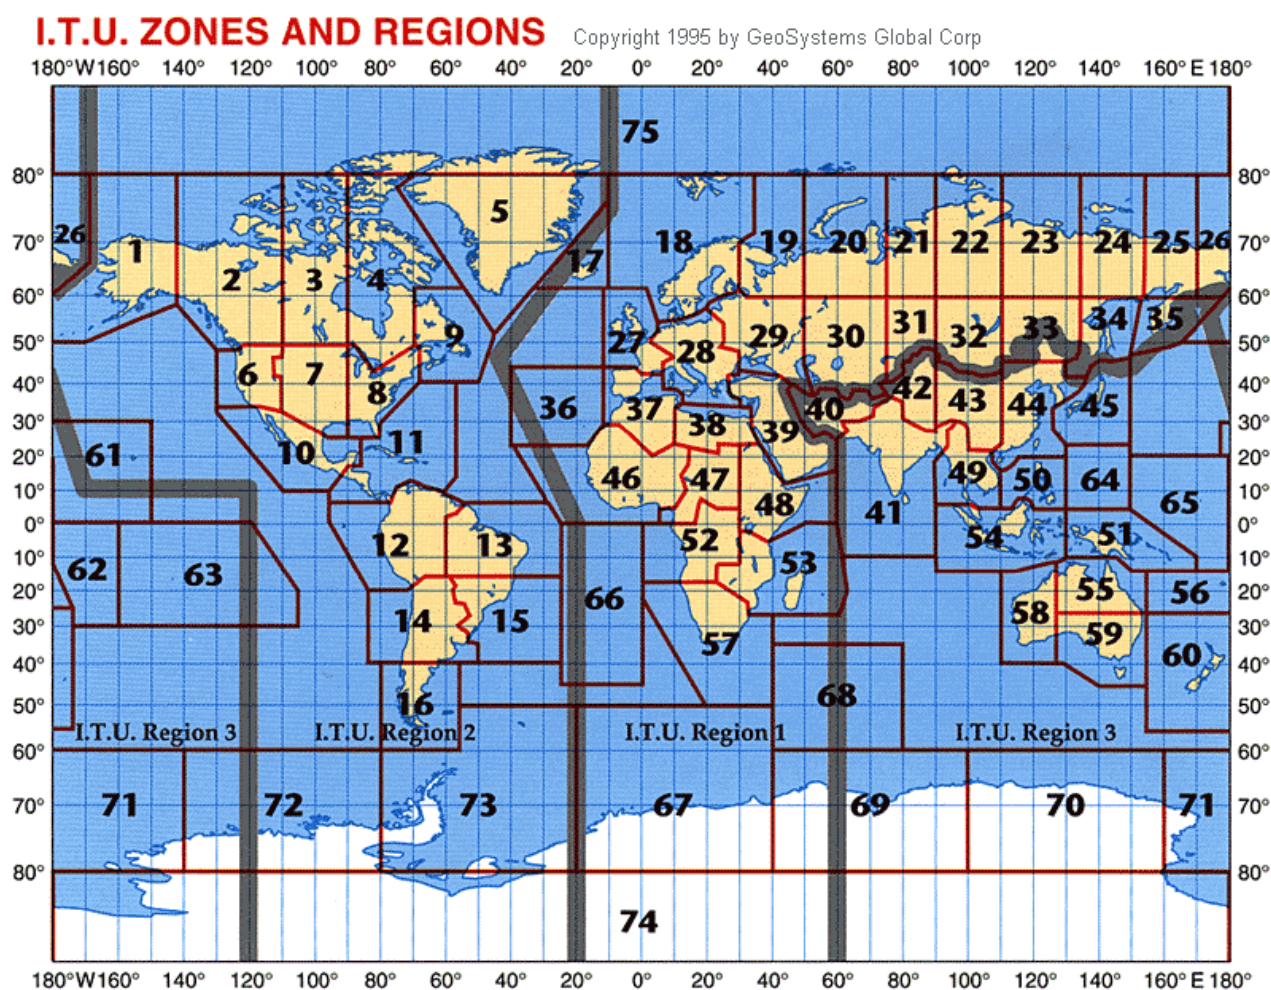 I.T.U. ZONES AND REGIONS Copyright 1995 by GeoSystems Global Corp
180°W160° 140° 120° 100° 80° 60° 40° 20° 0° 20° 40° 60° 80° 100° 120° 140° 160° E 180°
75
80° 80°
5
26 1 17 18 19 20 21 22 23 24 25 26
70° 70°
2 3 4
60° 60°
9 27 28 29 30 31 32 33 34 35
50° 50°
6 7 8
40° 40°
36 37 38 39 40 42 43 44 45
30° 30°
61 10 11
20° 20°
46 47 48 49 50 64 65
10° 10°
41
0° 0°
12 13 52 53 54 51
10° 10°
62 63 66 55 56
20° 20°
14 15 57 58 59 60
30° 30°
40° 40°
16 68
50° 50°
I.T.U. Region 3 I.T.U. Region 2 I.T.U. Region 1 I.T.U. Region 3
60° 60°
71 72 73 67 69 70 71
70° 70°
80° 80°
74
180°W160° 140° 120° 100° 80° 60° 40° 20° 0° 20° 40° 60° 80° 100° 120° 140° 160° E 180°